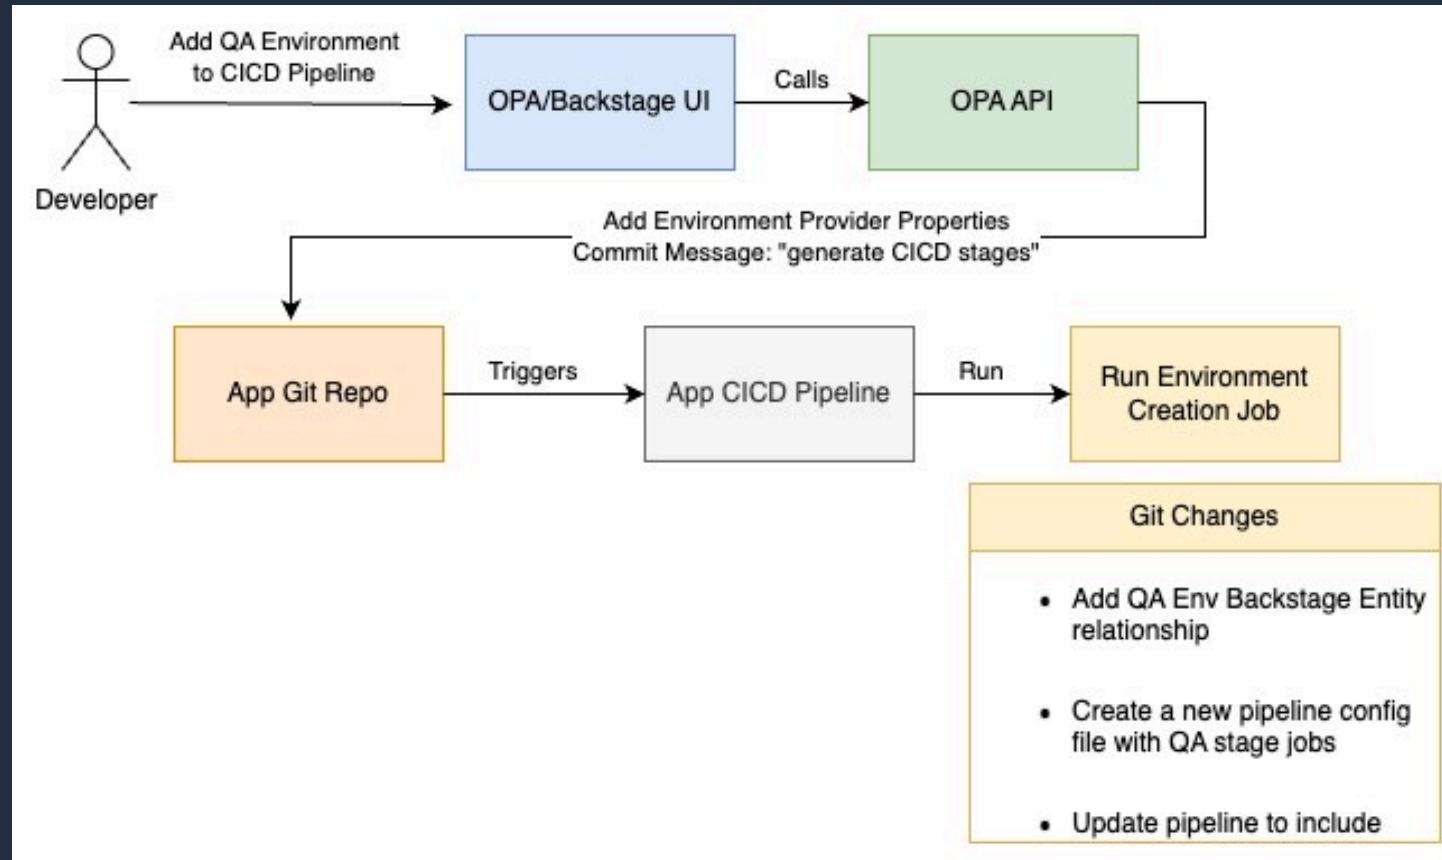 Add QA Environment
to CICD Pipeline
Developer
OPA/Backstage UI
Calls
OPA API
Add Environment Provider Properties
Commit Message: "generate CICD stages"
App Git Repo
Triggers
App CICD Pipeline
Run
Run Environment
Creation Job
Git Changes
• Add QA Env Backstage Entity
relationship
• Create a new pipeline config
file with QA stage jobs
• Update pipeline to include